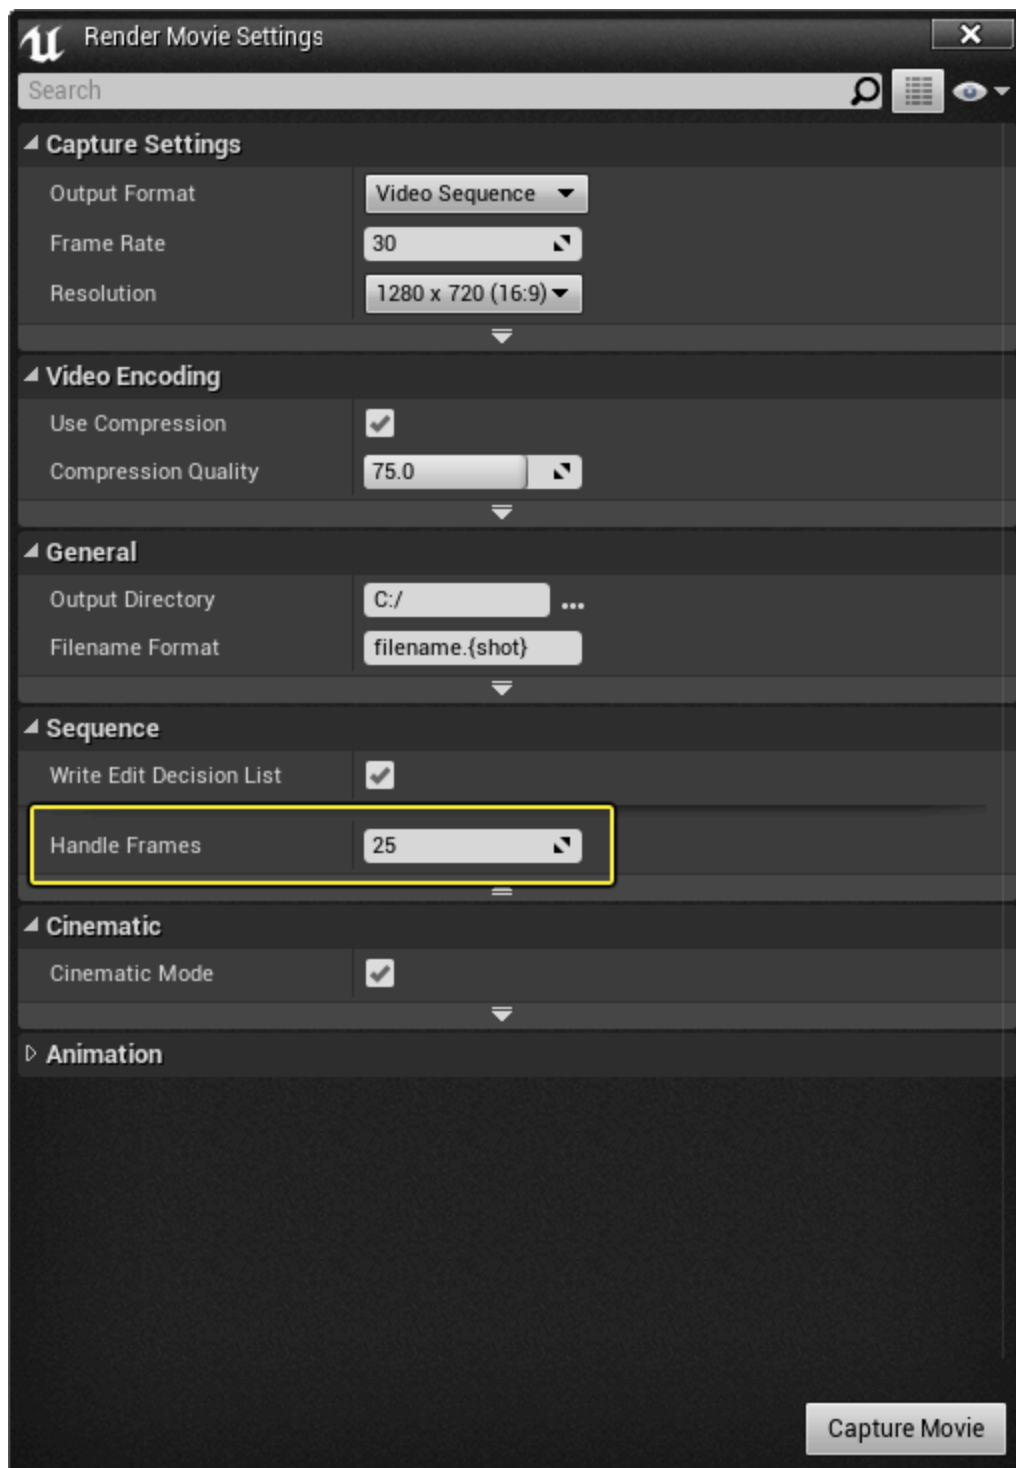 Render Movie Settings
Search
Capture Settings
Output Format Video Sequence
Frame Rate 30
Resolution 1280 x 720 (16:9)
Video Encoding
Use Compression
Compression Quality 75.0
General
Output Directory C:/ ...
Filename Format filename.{shot}
Sequence
Write Edit Decision List
Handle Frames 25
Cinematic
Cinematic Mode
Animation
Capture Movie